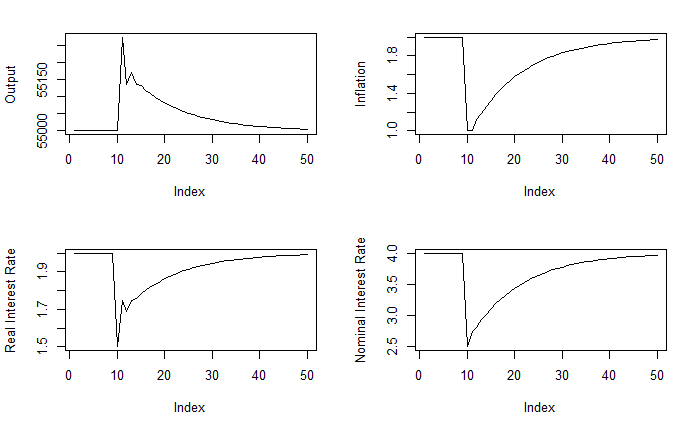 Output
55000 55150
0 10 20 30 40 50
Index
Inflation
1.0 1.4 1.8
0 10 20 30 40 50
Index
Real Interest Rate
1.5 1.7 1.9
0 10 20 30 40 50
Index
Nominal Interest Rate
2.5 3.0 3.5 4.0
0 10 20 30 40 50
Index